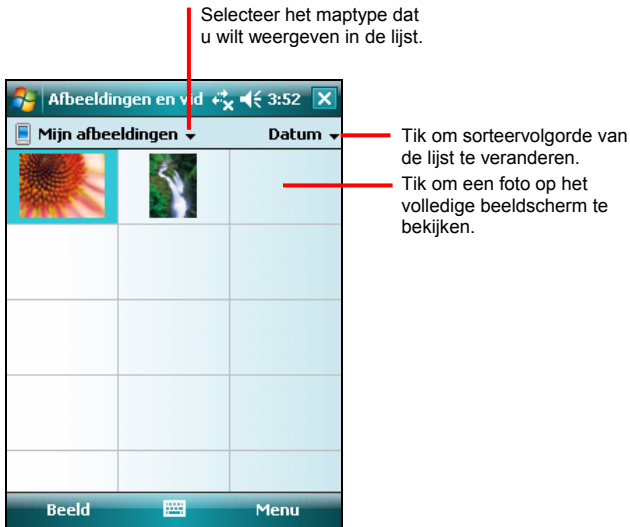 Selecteer het maptype dat
u wilt weergeven in de lijst.
Afbeeldingen en vid 3:52
Mijn afbeeldingen Datum
Tik om sorteervolgorde van
de lijst te veranderen.
Tik om een foto op het
volledige beeldscherm te
bekijken.
Beeld Menu